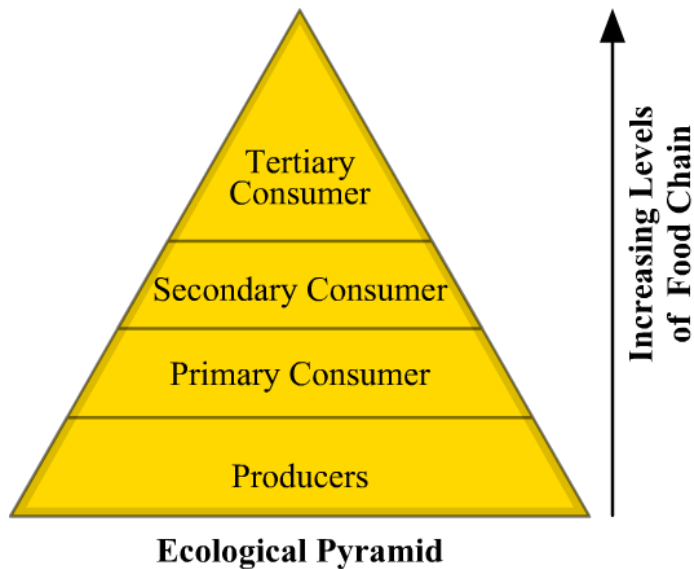 Tertiary
Consumer
Secondary Consumer
Primary Consumer
Producers
Increasing Levels
of Food Chain
Ecological Pyramid